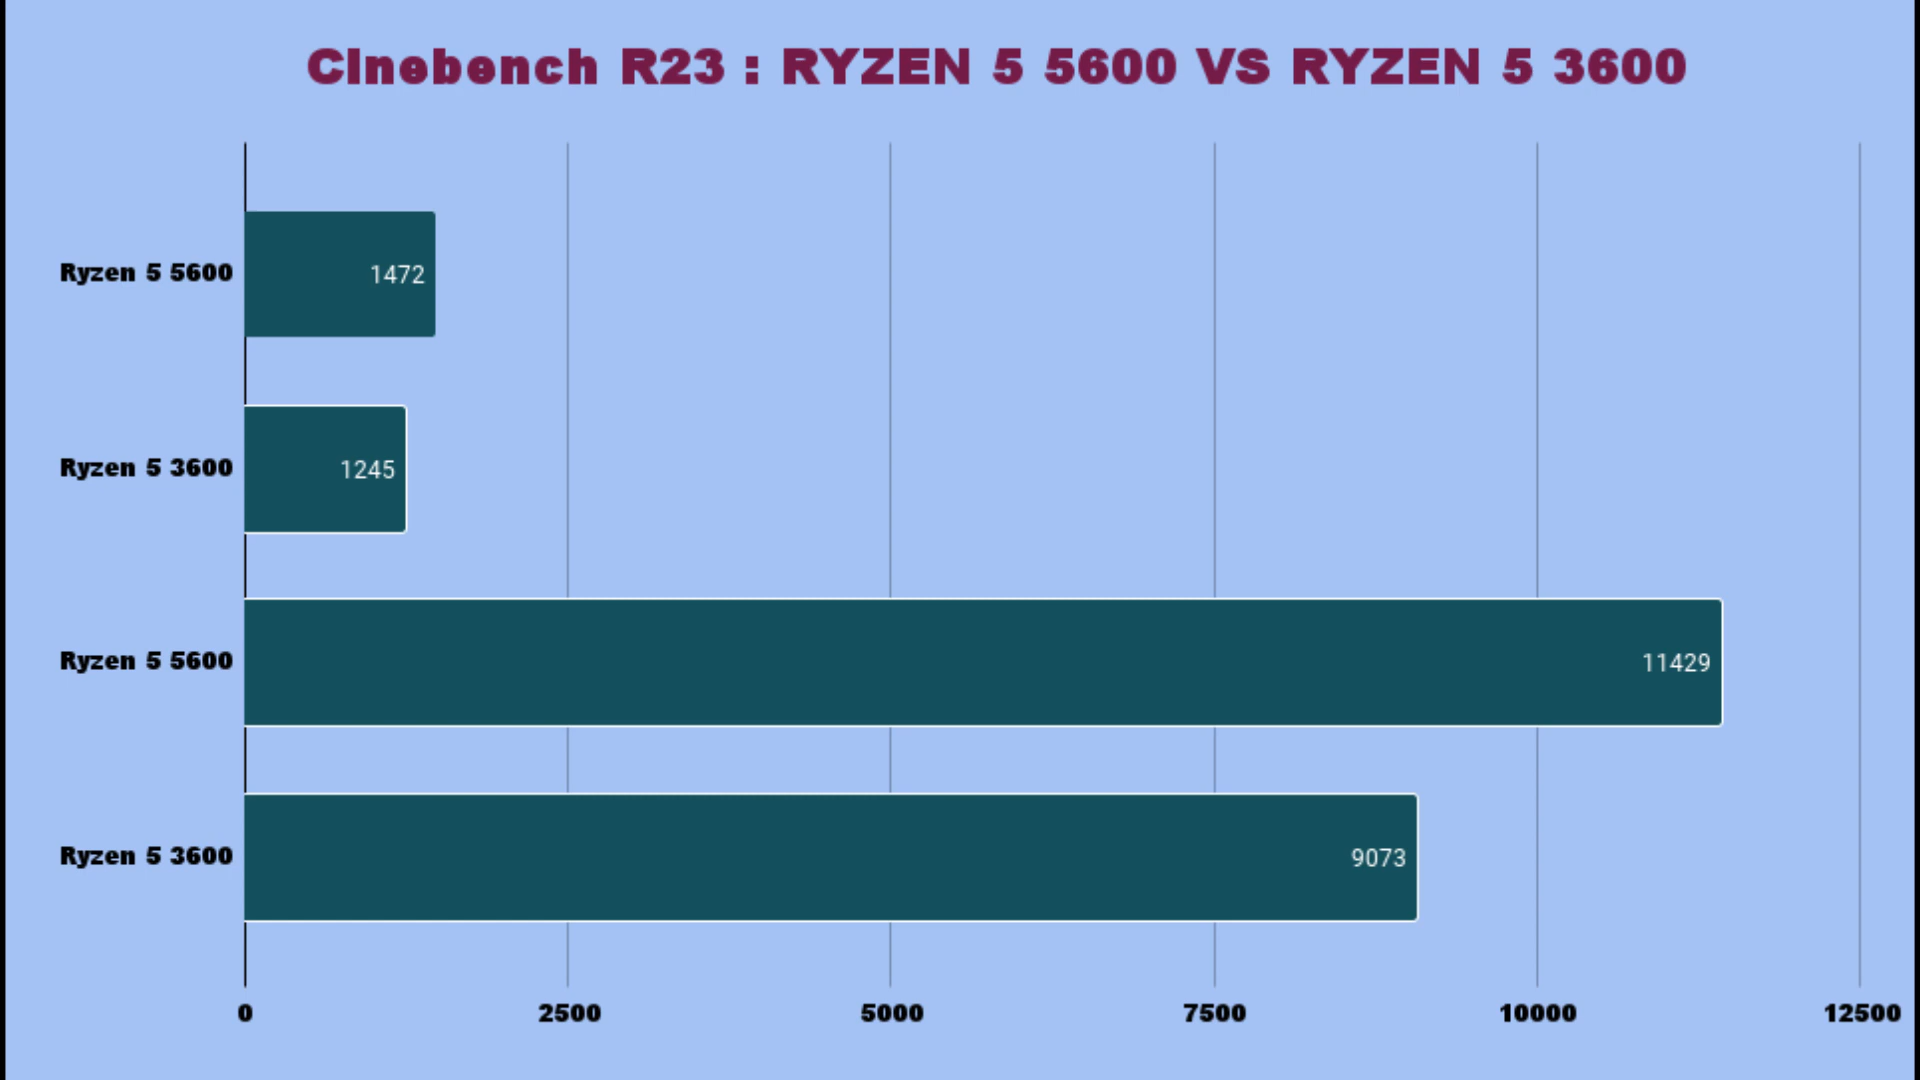 Cinebench R23 : RYZEN 5 5600 VS RYZEN 5 3600
Ryzen 5 5600
1472
Ryzen 5 3600
1245
Ryzen 5 5600
11429
Ryzen 5 3600
9073
0 2500 5000 7500 10000 12500